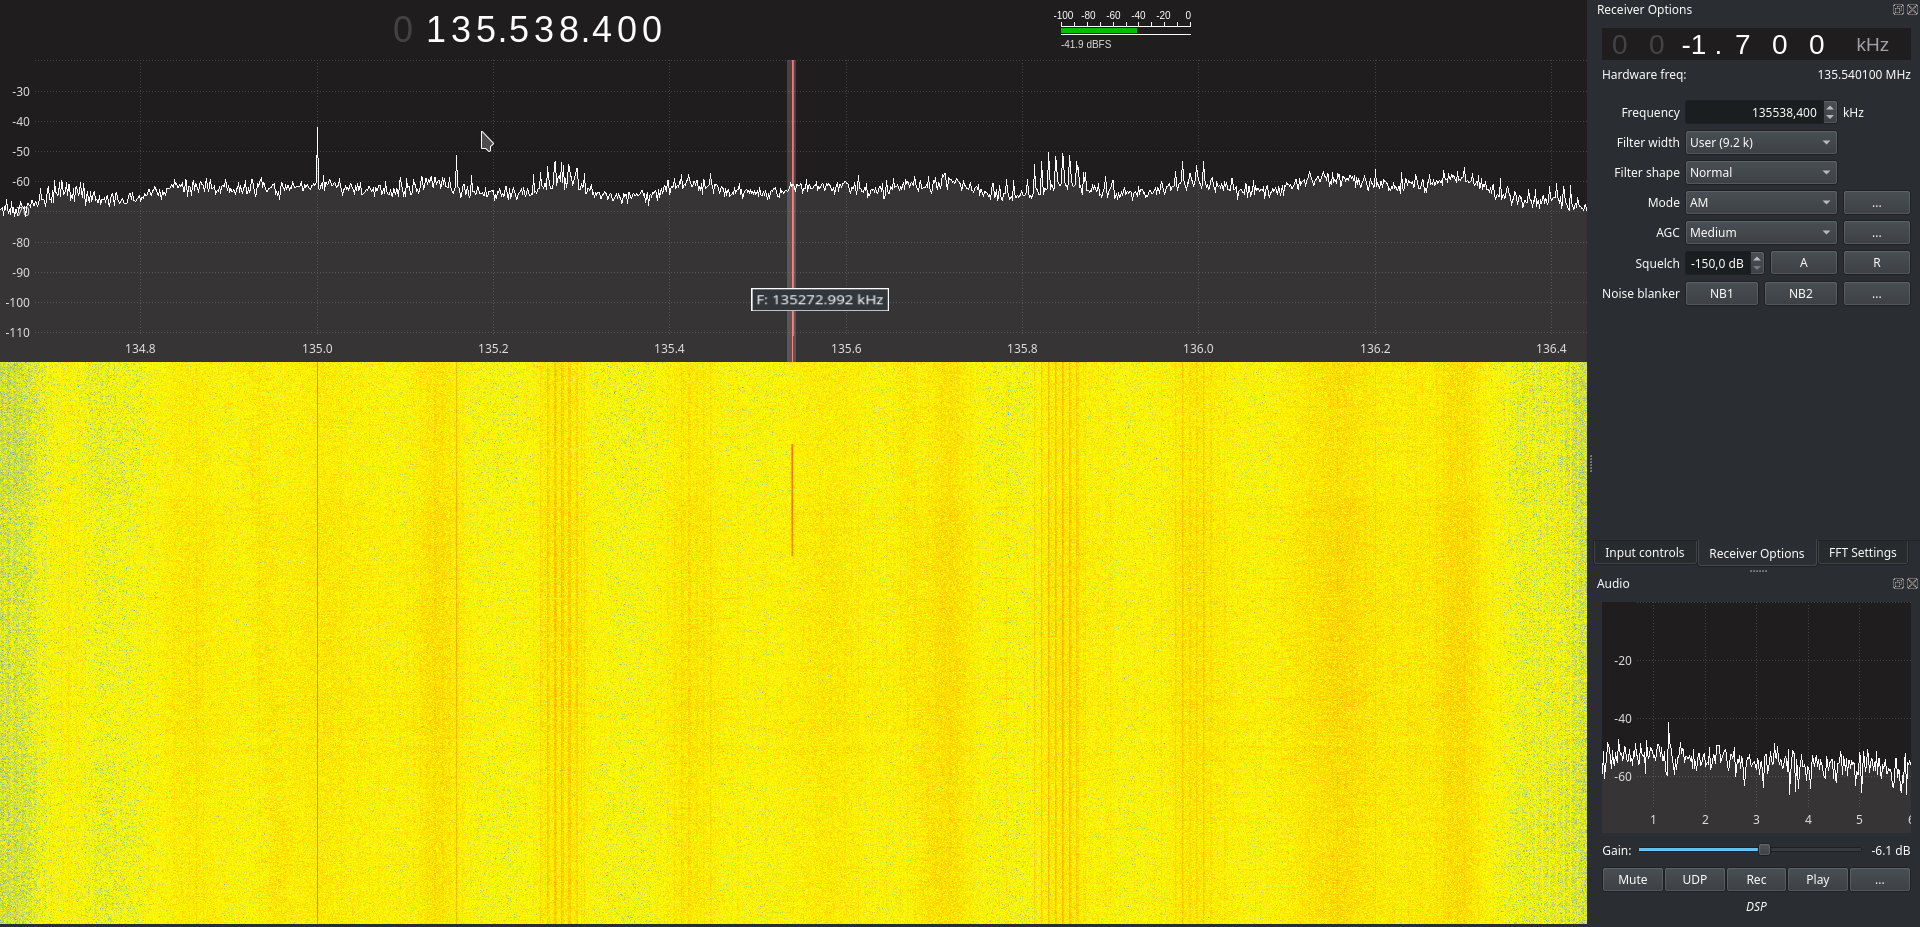 0 135.538.400
-100 -80 -60 -40 -20 0
-41.9 dBFS
-30
-40
-50
-60
-70
-80
-90
-100
-110
F: 135272.992 kHz
134.8 135.0 135.2 135.4 135.6 135.8 136.0 136.2 136.4
Receiver Options
0 0 -1.700 kHz
Hardware freq: 135.540100 MHz
Frequency 135538,400 kHz
Filter width User (9.2 k)
Filter shape Normal
Mode AM ...
AGC Medium ...
Squelch -150,0 dB A R
Noise blanker NB1 NB2 ...
Input controls Receiver Options FFT Settings
Audio
-20
-40
-60
1 2 3 4 5 6
Gain: -6.1 dB
Mute UDP Rec Play ...
DSP